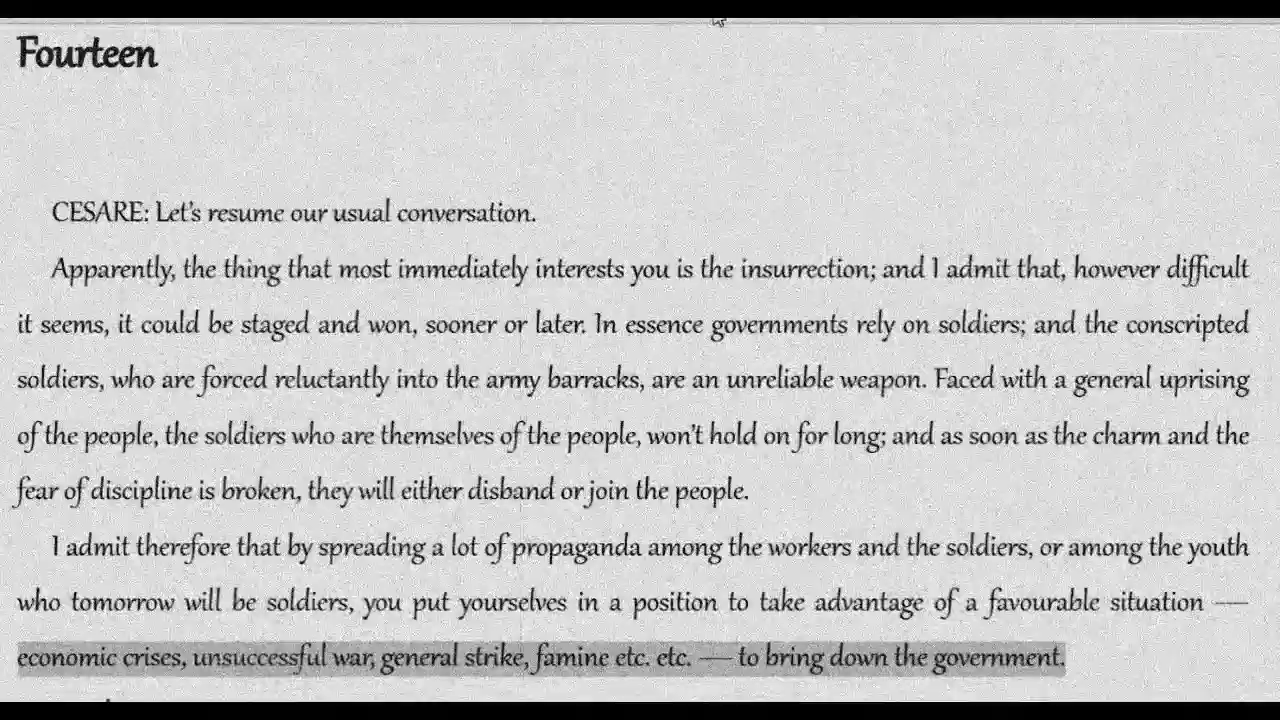 Fourteen
CESARE: Let's resume our usual conversation.
Apparently, the thing that most immediately interests you is the insurrection; and I admit that, however difficult
it seems, it could be staged and won, sooner or later. In essence governments rely on soldiers; and the conscripted
soldiers, who are forced reluctantly into the army barracks, are an unreliable weapon. Faced with a general uprising
of the people, the soldiers who are themselves of the people, won't hold on for long; and as soon as the charm and the
fear of discipline is broken, they will either disband or join the people.
I admit therefore that by spreading a lot of propaganda among the workers and the soldiers, or among the youth
who tomorrow will be soldiers, you put yourselves in a position to take advantage of a favourable situation —
economic crises, unsuccessful war, general strike, famine etc. etc. — to bring down the government.